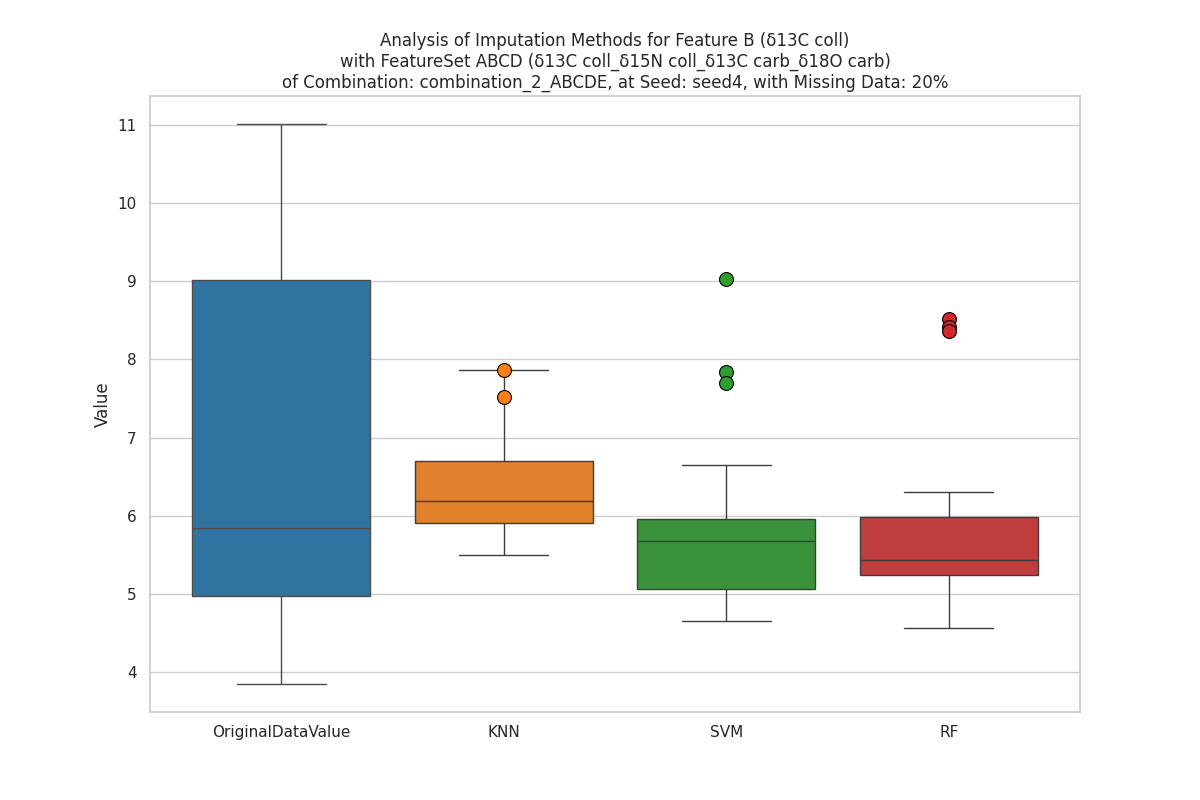 Analysis of Imputation Methods for Feature B (δ13C coll)
with FeatureSet ABCD (δ13C coll_δ15N coll_δ13C carb_δ18O carb)
of Combination: combination_2_ABCDE, at Seed: seed4, with Missing Data: 20%
11
10
9
8
7
6
5
4
Value
OriginalDataValue
KNN
SVM
RF